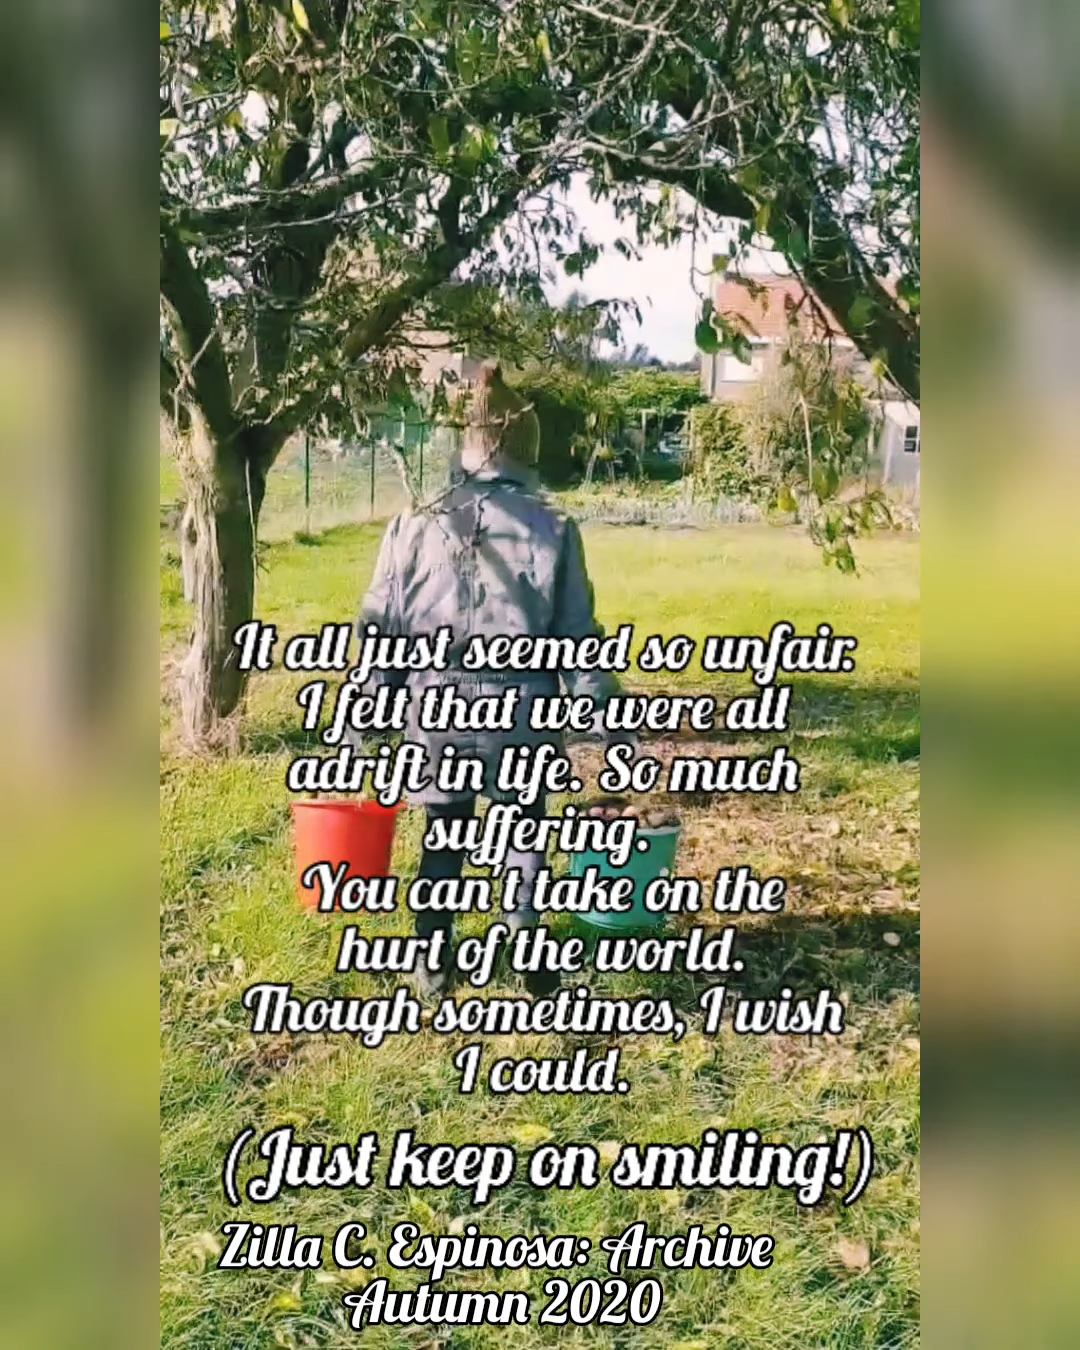 It all just seemed so unfair.
I felt that we were all
adrift in life. So much
suffering.
You can't take on the
hurt of the world.
Though sometimes, I wish
I could.
(Just keep on smiling!)
Zilla C. Espinosa: Archive
Autumn 2020